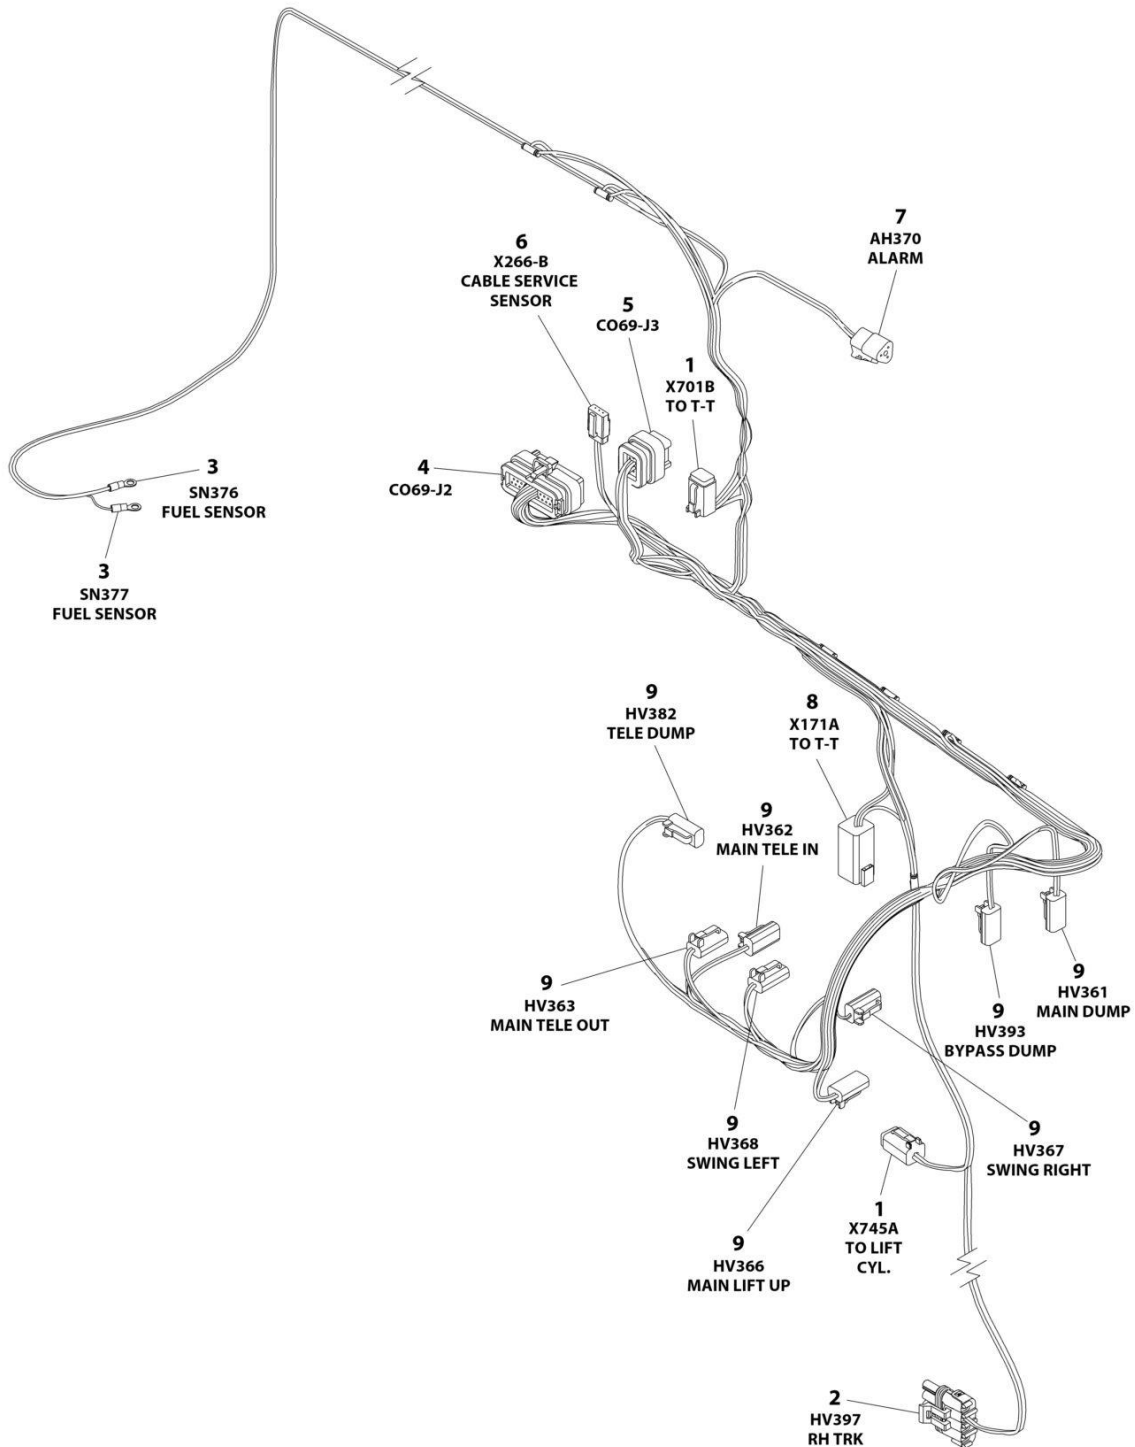 7
AH370
ALARM
6
X266-B
CABLE SERVICE
SENSOR
5
CO69-J3
1
X701B
TO T-T
4
CO69-J2
3
SN376
FUEL SENSOR
3
SN377
FUEL SENSOR
9
HV382
TELE DUMP
8
X171A
TO T-T
9
HV362
MAIN TELE IN
9
HV363
MAIN TELE OUT
9
HV361
MAIN DUMP
9
HV393
BYPASS DUMP
9
HV368
SWING LEFT
9
HV367
SWING RIGHT
9
HV366
MAIN LIFT UP
1
X745A
TO LIFT
CYL.
2
HV397
RH TRK